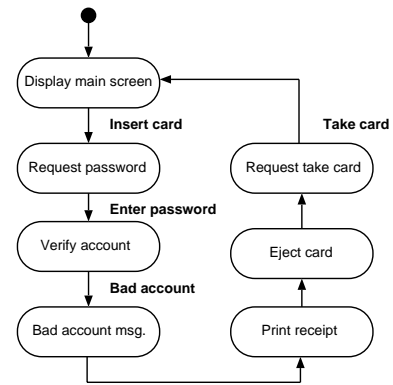 Display main screen
Insert card
Take card
Request password
Request take card
Enter password
Verify account
Eject card
Bad account
Bad account msg.
Print receipt